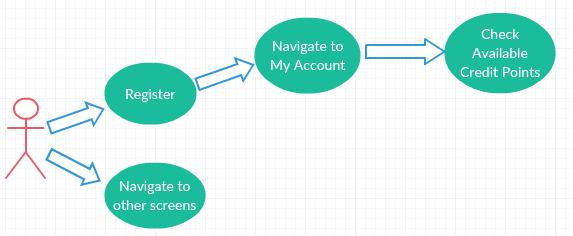 Register
Navigate to
My Account
Check
Available
Credit Points
Navigate to
other screens